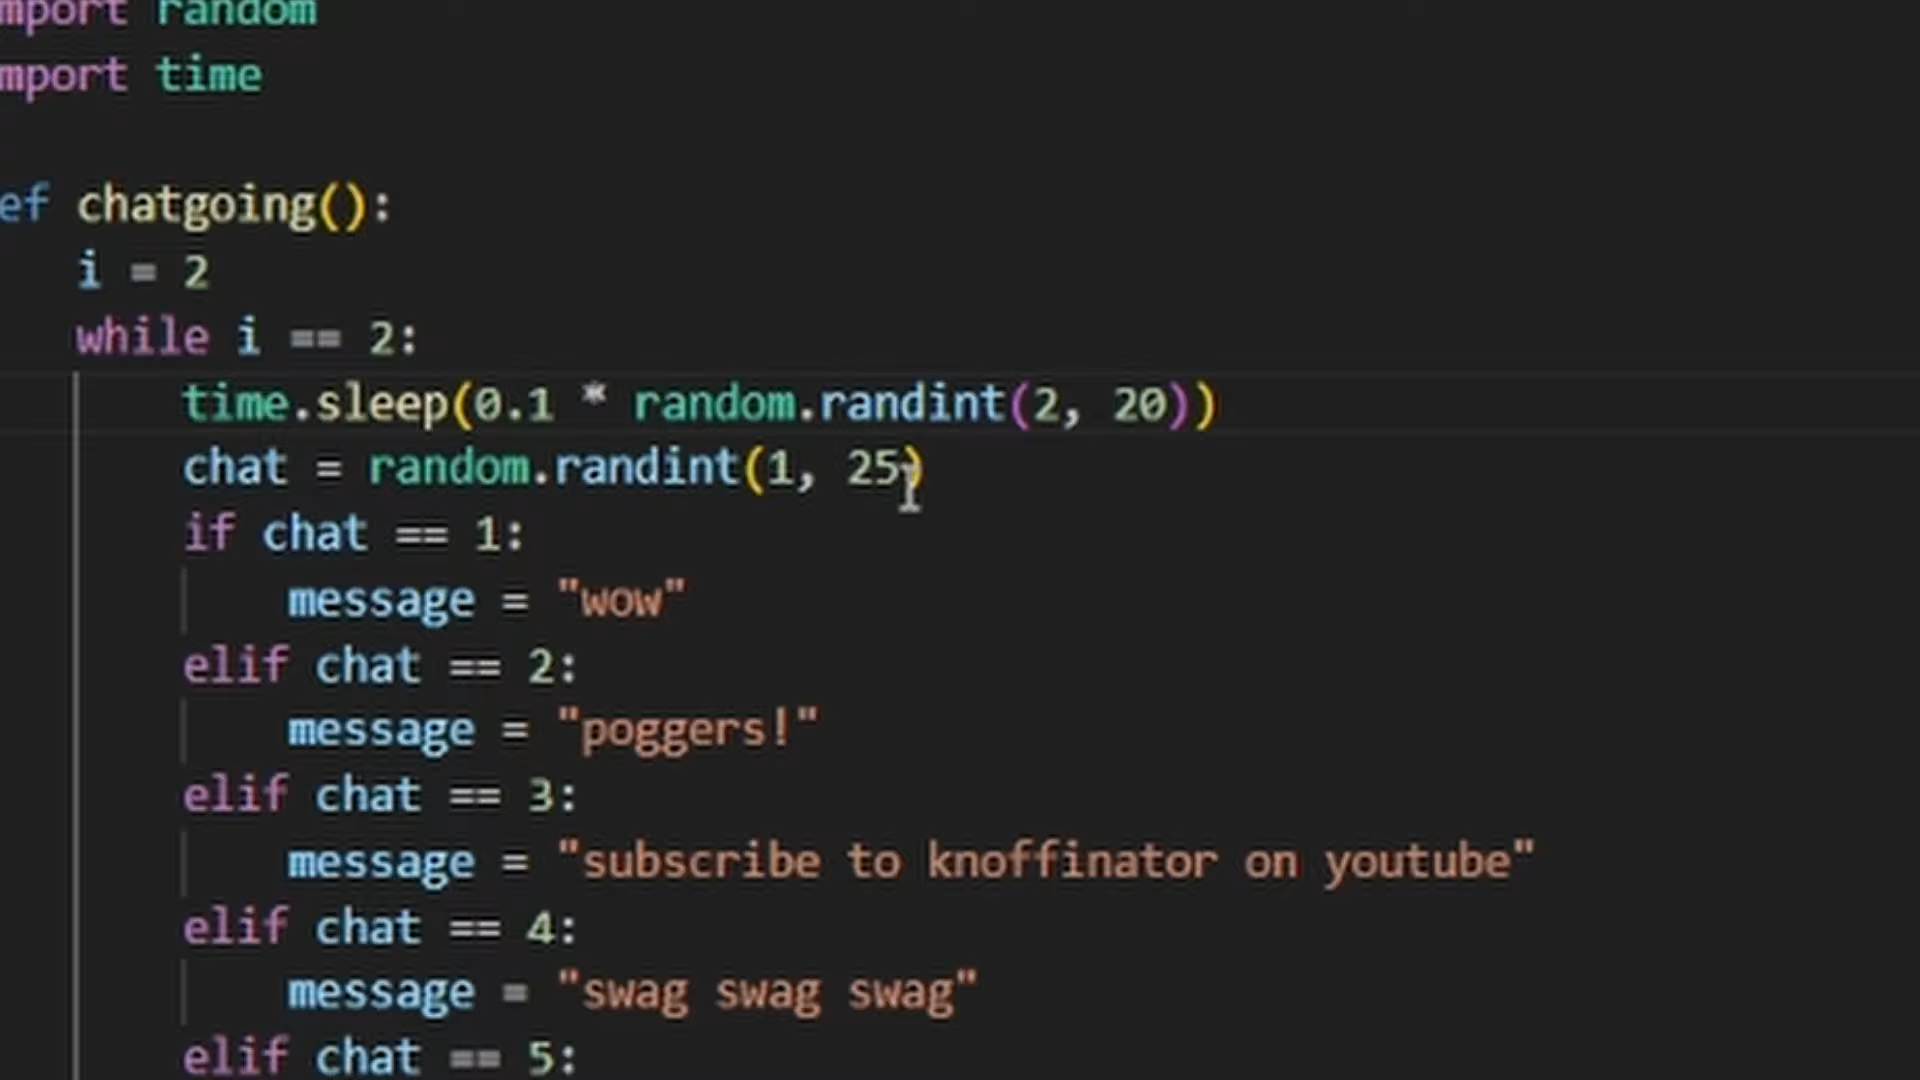 mport random
mport time
ef chatgoing():
i = 2
while i == 2:
time.sleep(0.1 * random.randint(2, 20))
chat = random.randint(1, 25)
if chat == 1:
message = "wow"
elif chat == 2:
message = "poggers!"
elif chat == 3:
message = "subscribe to knoffinator on youtube"
elif chat == 4:
message = "swag swag swag"
elif chat == 5: